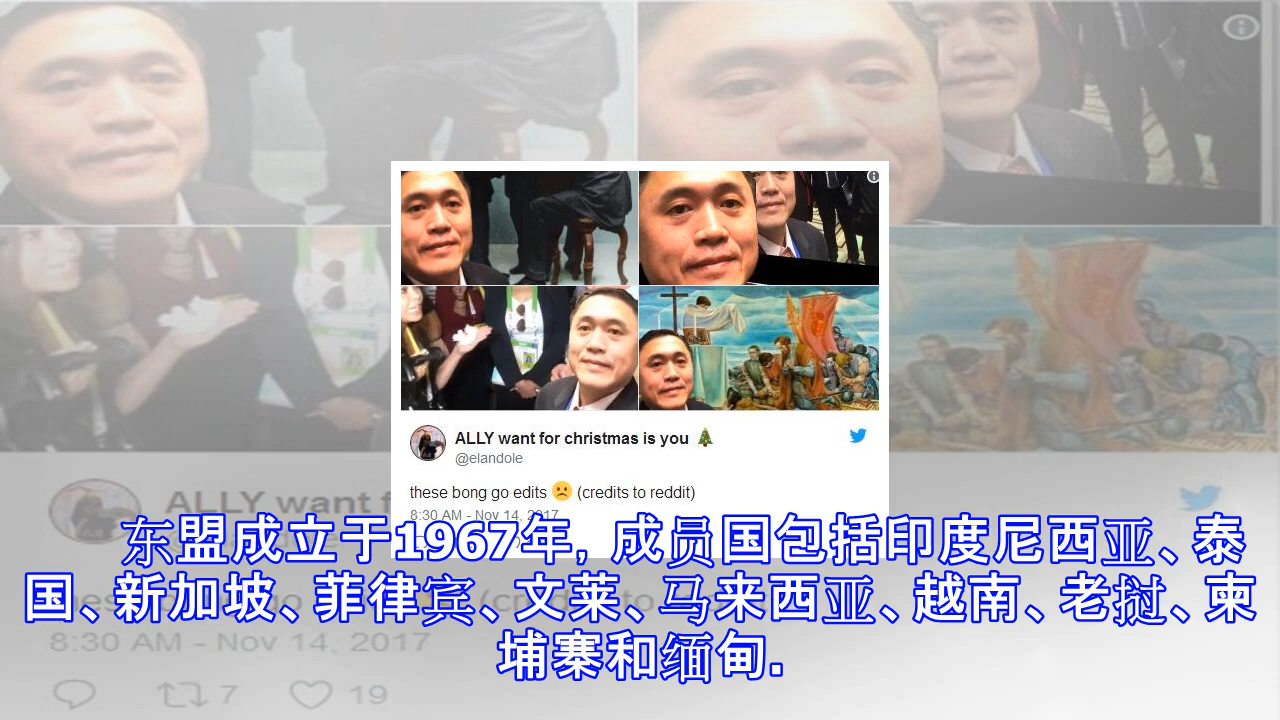 ALLY want for christmas is you 🎄
@elandole
these bong go edits ☹️ (credits to reddit)
8:30 AM - Nov 14, 2017
东盟成立于1967年, 成员国包括印度尼西亚、泰
国、新加坡、菲律宾、文莱、马来西亚、越南、老挝、柬
埔寨和缅甸.
ALLY want f
8:30 AM - Nov 14, 2017
7 19